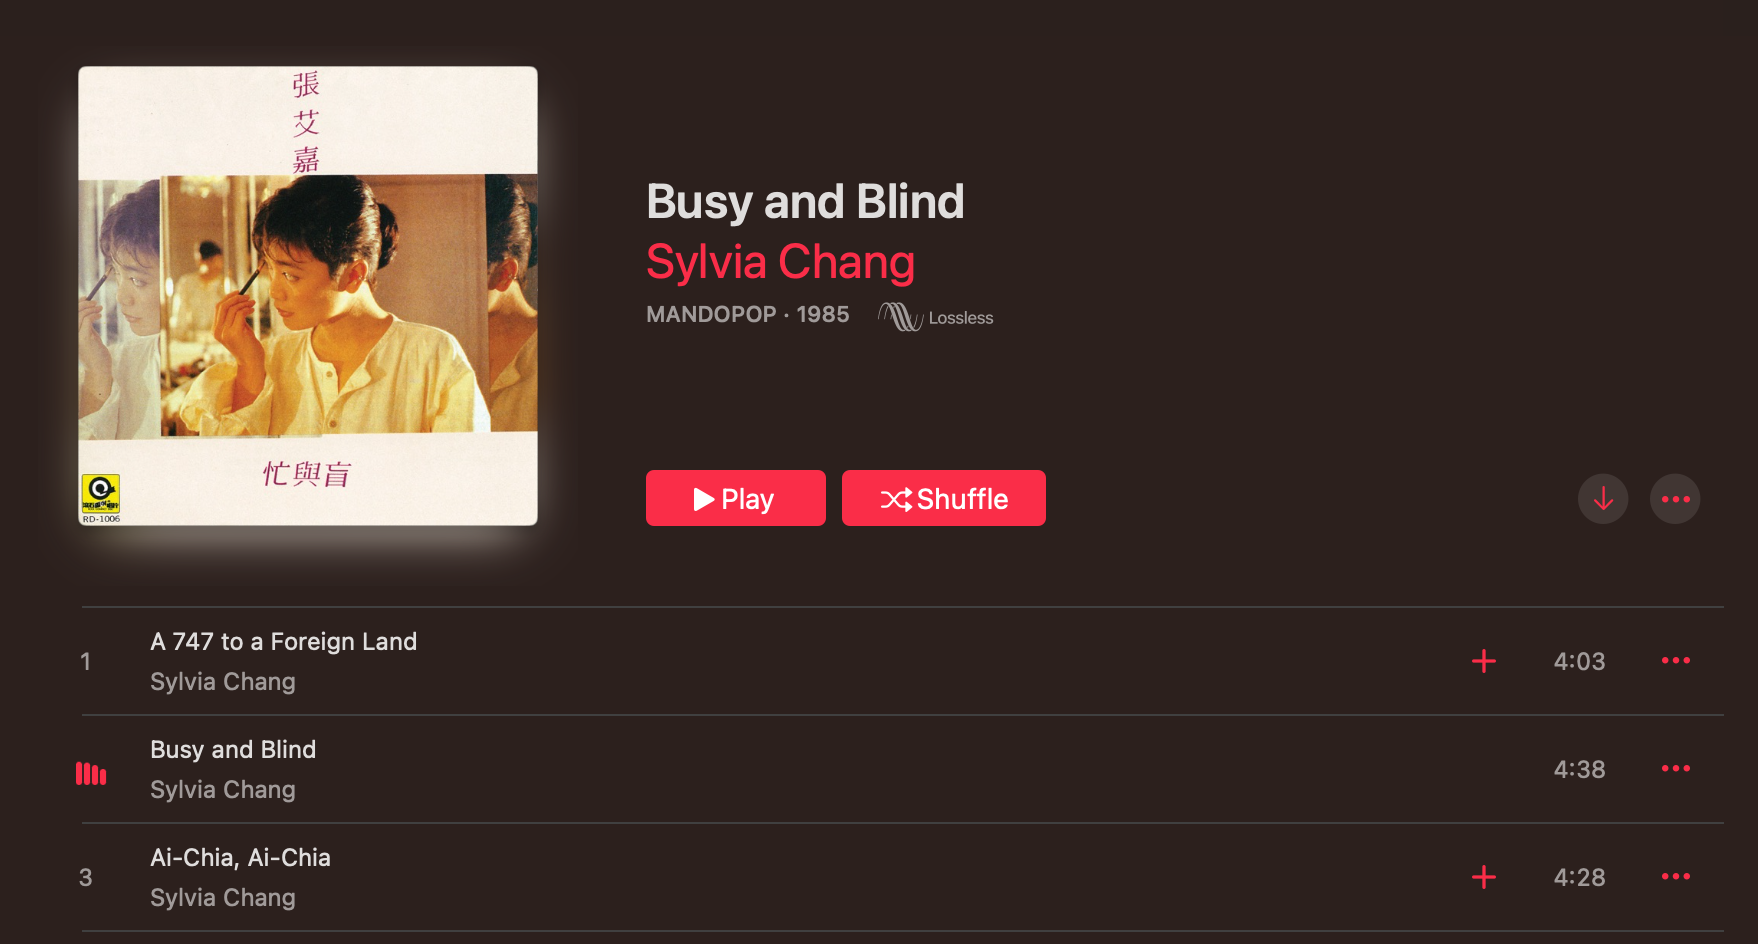 張
艾
嘉
忙與盲
RD-1006
Busy and Blind
Sylvia Chang
MANDOPOP · 1985 Lossless
Play Shuffle
1 A 747 to a Foreign Land 4:03
Sylvia Chang
Busy and Blind 4:38
Sylvia Chang
3 Ai-Chia, Ai-Chia 4:28
Sylvia Chang